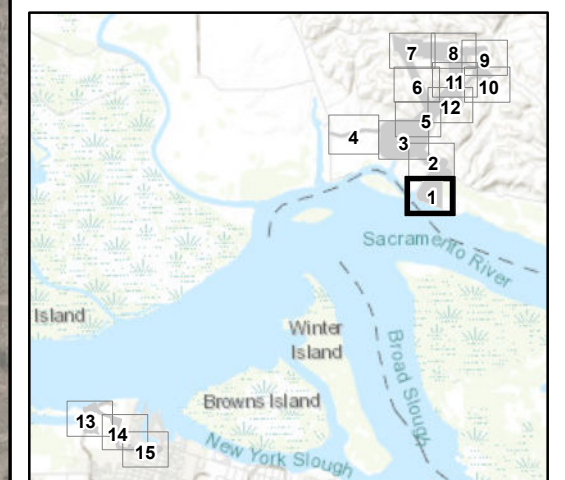 7 8 9
6 11 10
12
5
4 3
2
1
Sacramento River
Island
Winter
Island
Broad Slough
Browns Island
13
14
15
New York Slough